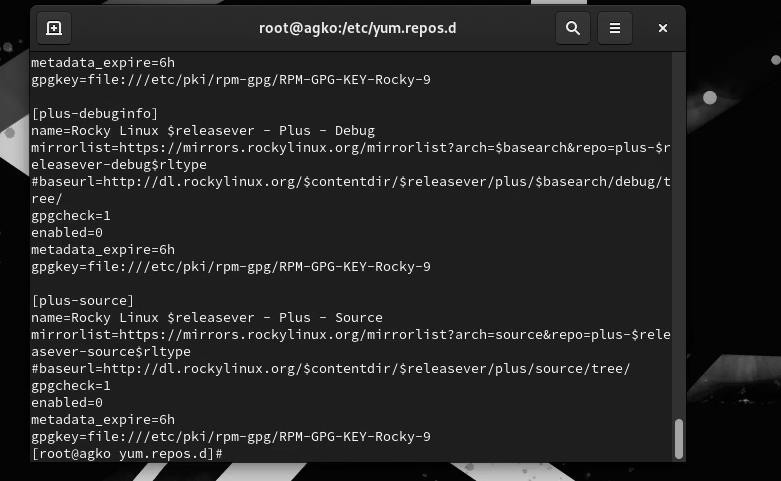 root@agko:/etc/yum.repos.d
metadata_expire=6h
gpgkey=file:///etc/pki/rpm-gpg/RPM-GPG-KEY-Rocky-9
[plus-debuginfo]
name=Rocky Linux $releasever - Plus - Debug
mirrorlist=https://mirrors.rockylinux.org/mirrorlist?arch=$basearch&repo=plus-$r
eleasever-debug$rltype
#baseurl=http://dl.rockylinux.org/$contentdir/$releasever/plus/$basearch/debug/t
ree/
gpgcheck=1
enabled=0
metadata_expire=6h
gpgkey=file:///etc/pki/rpm-gpg/RPM-GPG-KEY-Rocky-9
[plus-source]
name=Rocky Linux $releasever - Plus - Source
mirrorlist=https://mirrors.rockylinux.org/mirrorlist?arch=source&repo=plus-$rele
asever-source$rltype
#baseurl=http://dl.rockylinux.org/$contentdir/$releasever/plus/source/tree/
gpgcheck=1
enabled=0
metadata_expire=6h
gpgkey=file:///etc/pki/rpm-gpg/RPM-GPG-KEY-Rocky-9
[root@agko yum.repos.d]#